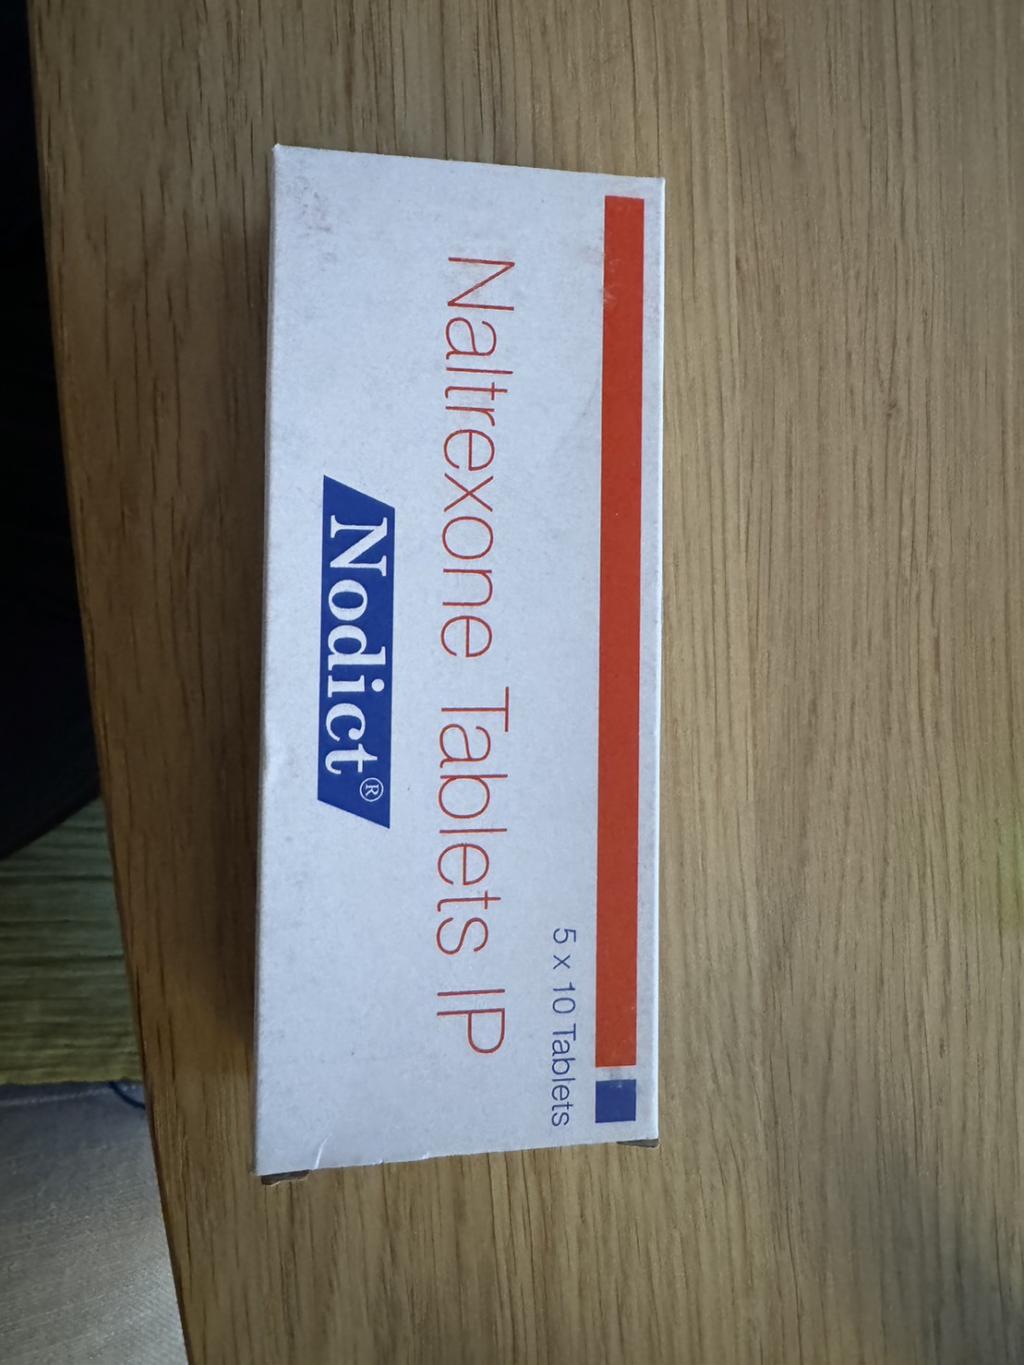 5 x 10 Tablets
Naltrexone Tablets IP
Nodict®